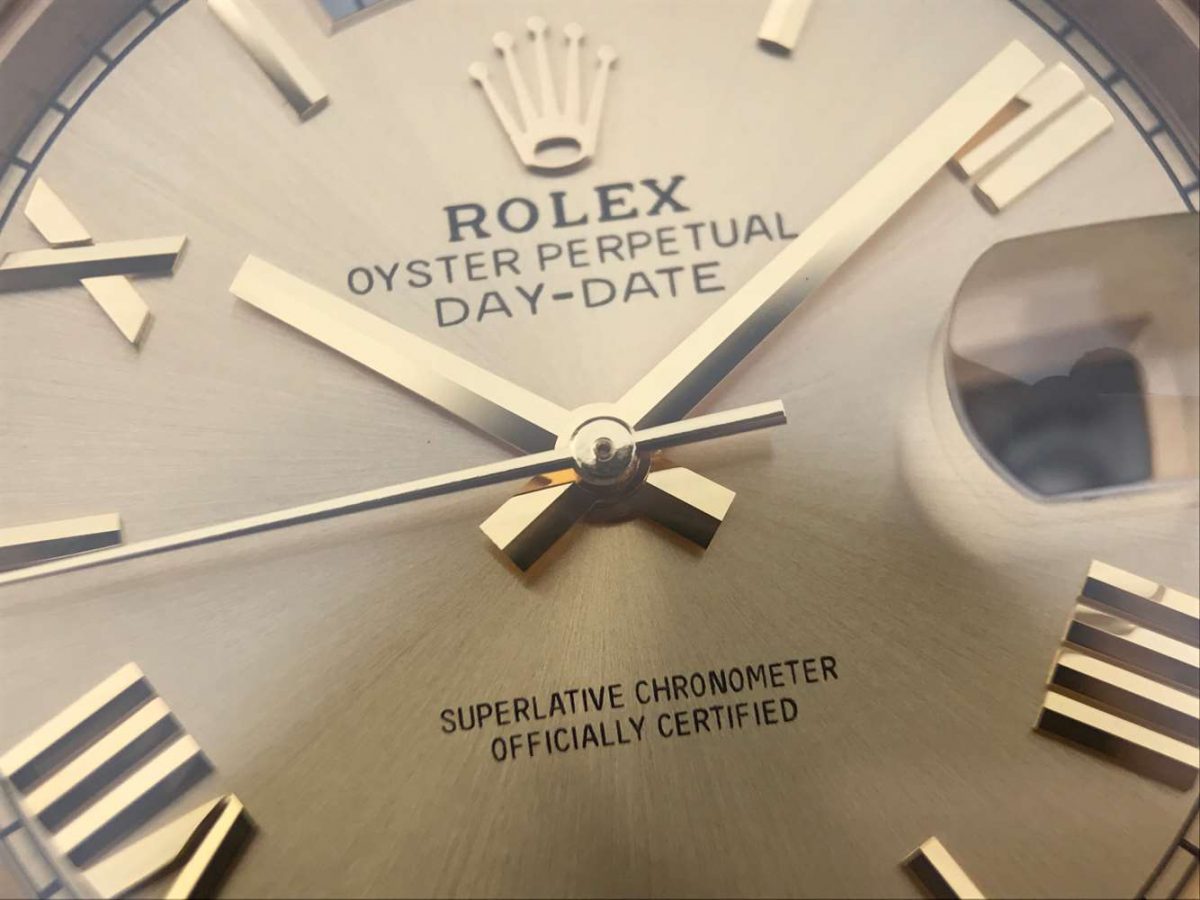 ROLEX
OYSTER PERPETUAL
DAY-DATE
SUPERLATIVE CHRONOMETER
OFFICIALLY CERTIFIED